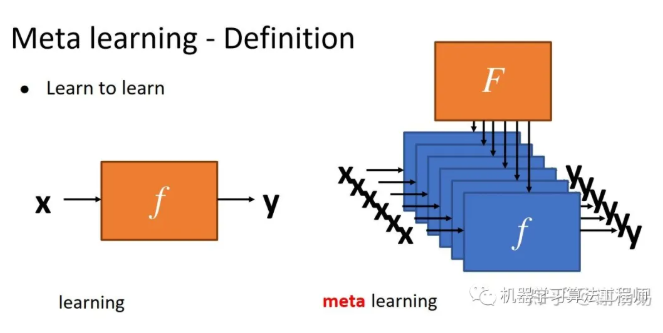 Meta learning - Definition
● Learn to learn
F
x
f
y
x
x
x
x
x
x
y
y
y
y
y
y
f
learning
meta learning
机器学习算法工程师